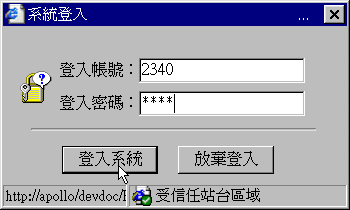 系統登入 ...
登入帳號：2340
登入密碼：****
登入系統 放棄登入
http://apollo/devdoc/ 受信任站台區域